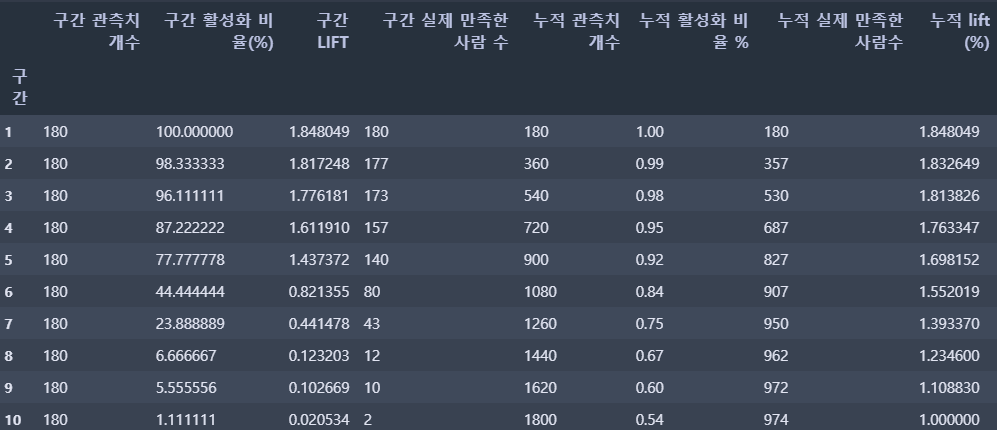 구간 관측치 개수 구간 활성화 비율(%) 구간 LIFT 구간 실제 만족한 사람 수 누적 관측치 개수 누적 활성화 비율 % 누적 실제 만족한 사람수 누적 lift (%)
구간
1 180 100.000000 1.848049 180 180 1.00 180 1.848049
2 180 98.333333 1.817248 177 360 0.99 357 1.832649
3 180 96.111111 1.776181 173 540 0.98 530 1.813826
4 180 87.222222 1.611910 157 720 0.95 687 1.763347
5 180 77.777778 1.437372 140 900 0.92 827 1.698152
6 180 44.444444 0.821355 80 1080 0.84 907 1.552019
7 180 23.888889 0.441478 43 1260 0.75 950 1.393370
8 180 6.666667 0.123203 12 1440 0.67 962 1.234600
9 180 5.555556 0.102669 10 1620 0.60 972 1.108830
10 180 1.111111 0.020534 2 1800 0.54 974 1.000000